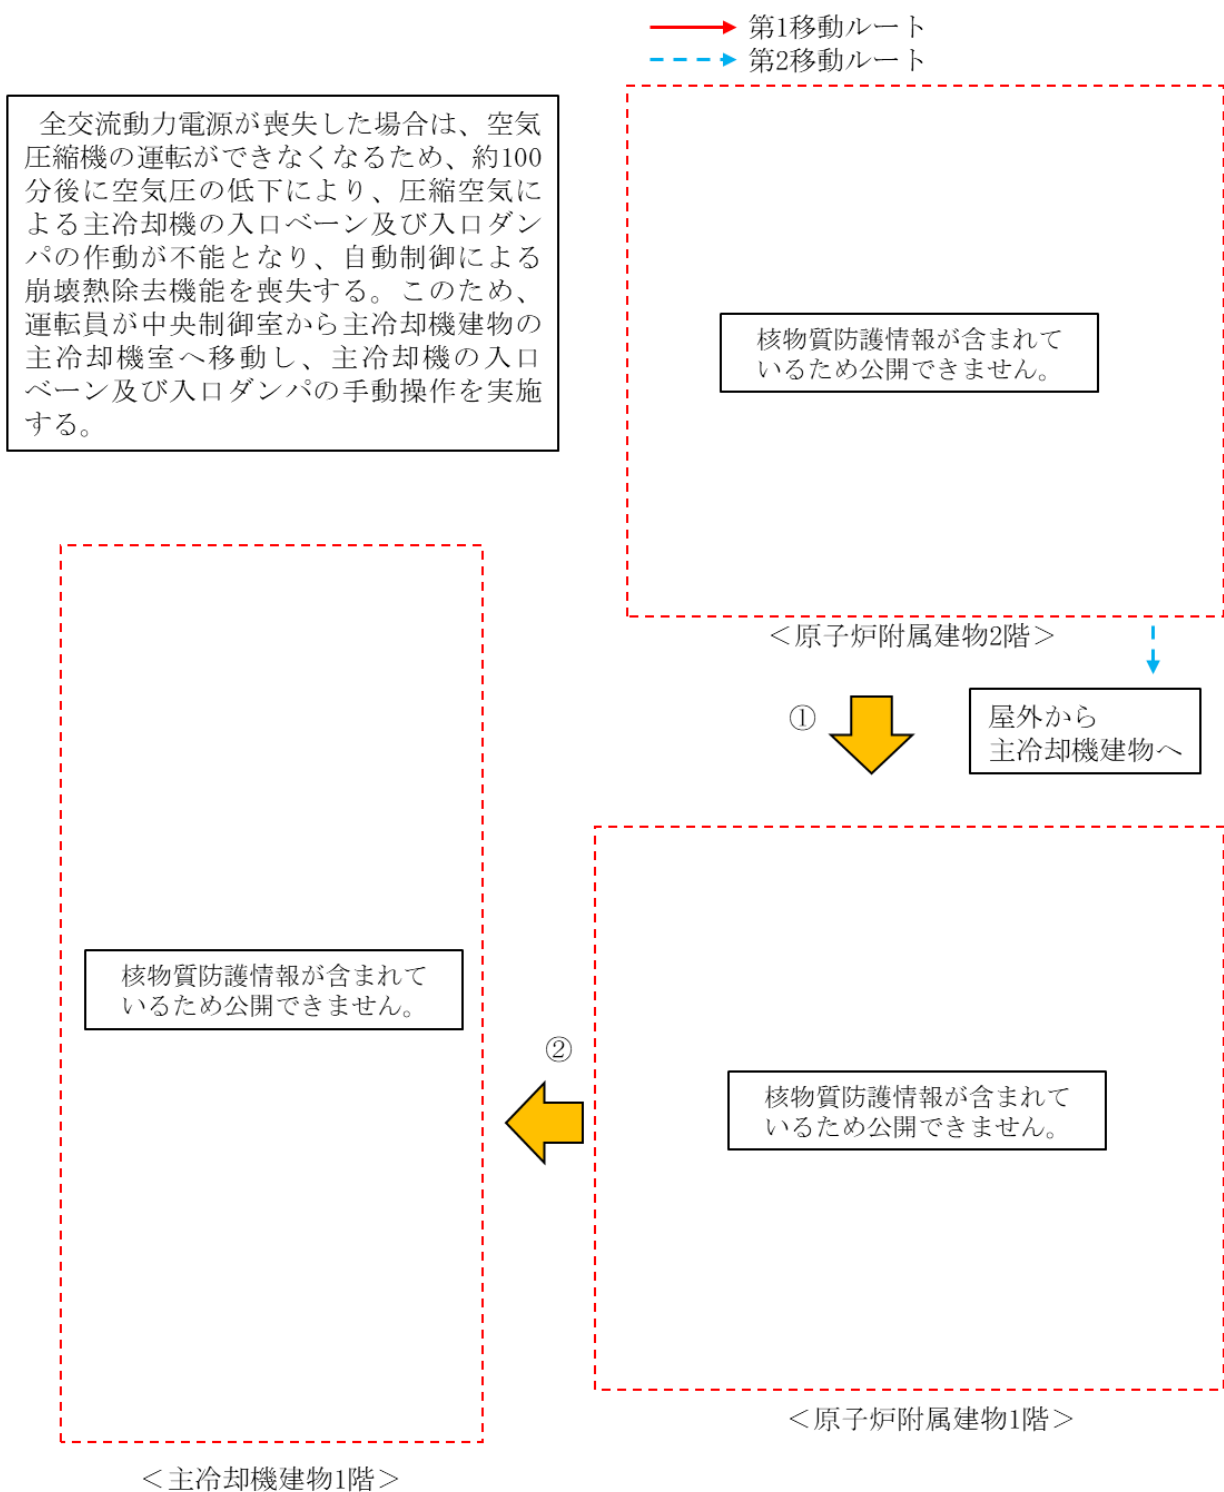 第1移動ルート
第2移動ルート
全交流動力電源が喪失した場合は、空気
圧縮機の運転ができなくなるため、約100
分後に空気圧の低下により、圧縮空気に
よる主冷却機の入口ベーン及び入口ダン
パの作動が不能となり、自動制御による
崩壊熱除去機能を喪失する。このため、
運転員が中央制御室から主冷却機建物の
主冷却機室へ移動し、主冷却機の入口
ベーン及び入口ダンパの手動操作を実施
する。
核物質防護情報が含まれて
いるため公開できません。
＜原子炉附属建物2階＞
①
屋外から
主冷却機建物へ
核物質防護情報が含まれて
いるため公開できません。
②
核物質防護情報が含まれて
いるため公開できません。
＜原子炉附属建物1階＞
＜主冷却機建物1階＞